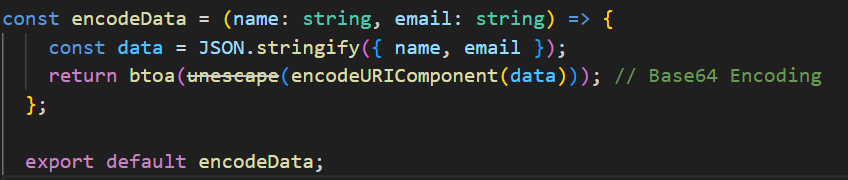 const encodeData = (name: string, email: string) => {
const data = JSON.stringify({ name, email });
return btoa(unescape(encodeURIComponent(data))); // Base64 Encoding
};
export default encodeData;